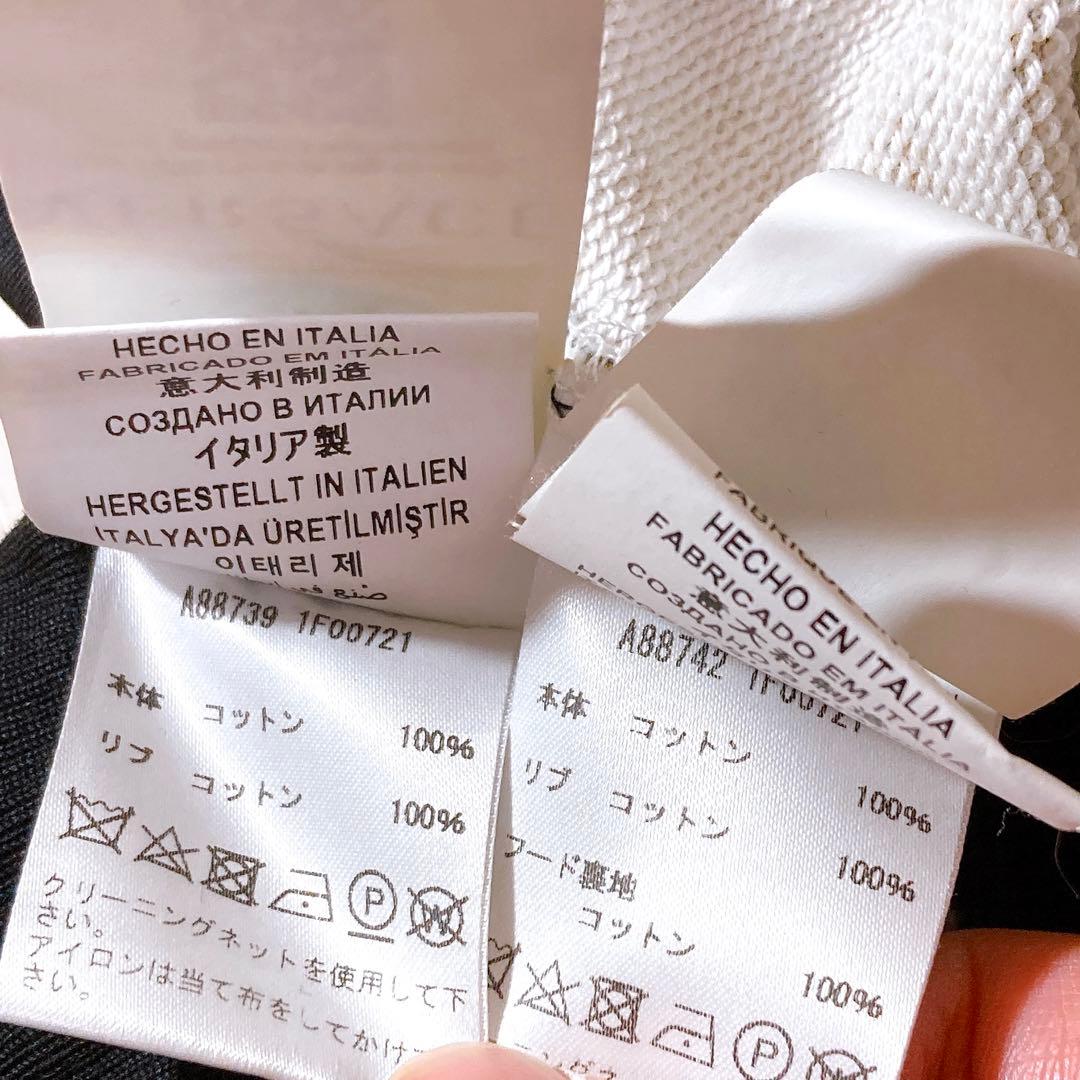 HECHO EN ITALIA
FABRICADO EM ITÁLIA
意大利制造
СОЗДАНО В ИТАЛИИ
イタリア製
HERGESTELLT IN ITALIEN
İTALYA'DA ÜRETİLMİŞTİR
이태리 제
A88739 1F00721
本体 コットン 100%
リブ コットン 100%
P
W
クリーニングネットを使用して下
さい。
アイロンは当て布をしてかけ
さい。
HECHO EN ITALIA
FABRICADO EM ITALIA
意大利制造
СОЗДАНО
A88742 1F00721
本体 コットン 100%
リブ コットン 100%
フード裏地
コットン 100%
P